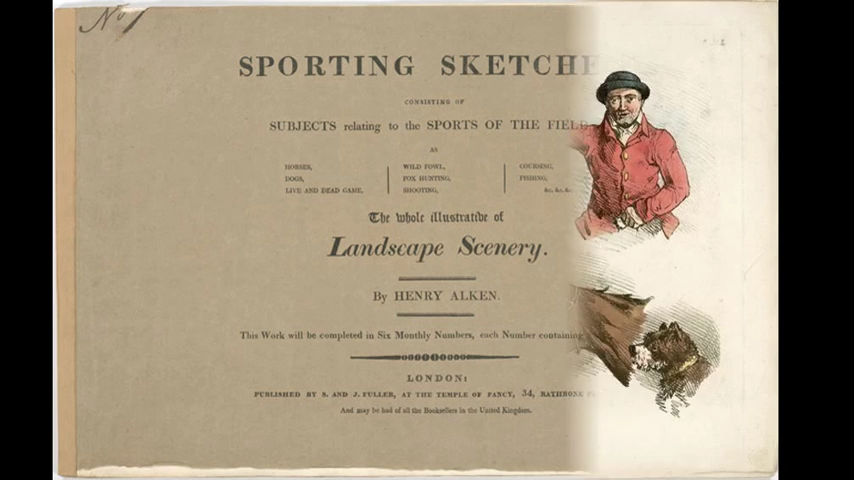 No 1
SPORTING SKETCHE
CONSISTING OF
SUBJECTS relating to the SPORTS OF THE FIELD
AS
HORSES, WILD FOWL, COURSING,
DOGS, FOX HUNTING, FISHING,
LIVE AND DEAD GAME, SHOOTING, &c. &c. &c.
The whole illustrative of
Landscape Scenery.
By HENRY ALKEN.
This Work will be completed in Six Monthly Numbers, each Number containing
LONDON:
PUBLISHED BY S. AND J. FULLER, AT THE TEMPLE OF FANCY, 34, RATHBONE
And may be had of all the Booksellers in the United Kingdom.